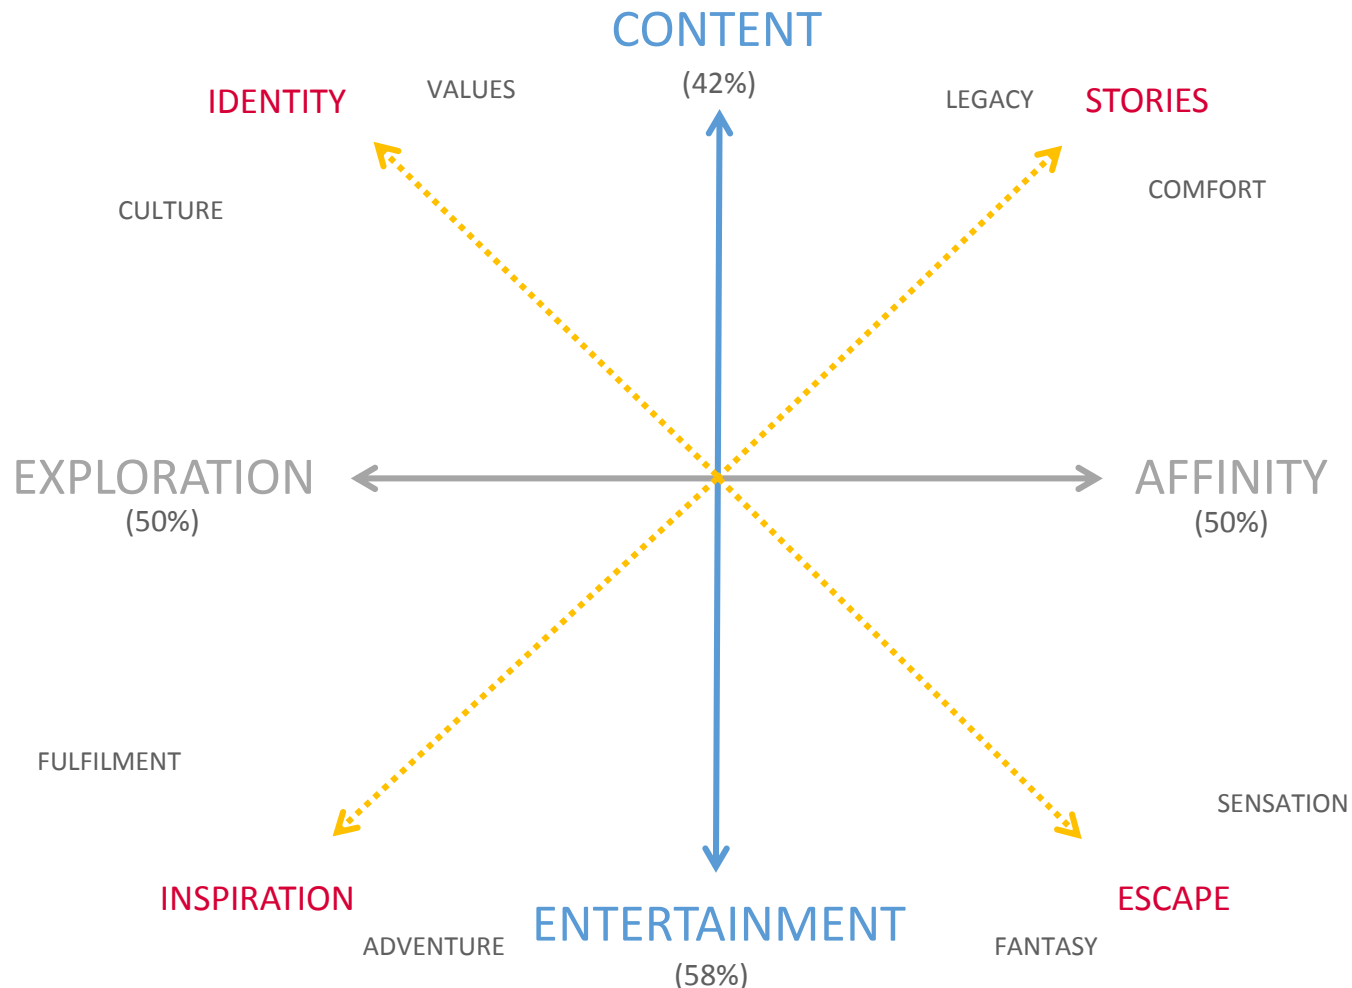 CONTENT
(42%)
IDENTITY
VALUES
LEGACY
STORIES
CULTURE
COMFORT
EXPLORATION
(50%)
AFFINITY
(50%)
FULFILMENT
SENSATION
INSPIRATION
ADVENTURE
ENTERTAINMENT
(58%)
ESCAPE
FANTASY